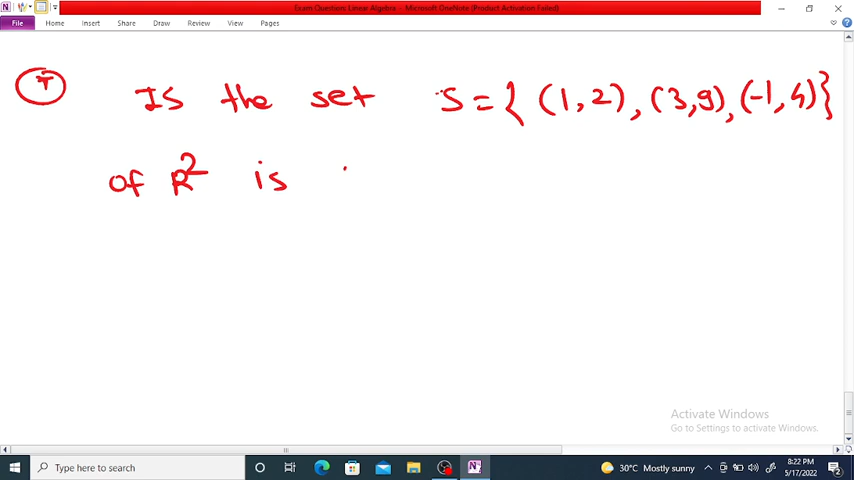 Exam Question: Linear Algebra - Microsoft OneNote (Product Activation Failed)
File Home Insert Share Draw Review View Pages
Is the set S = { (1, 2), (3, 9), (-1, 4)}
of R² is
Activate Windows
Go to Settings to activate Windows.
Type here to search
30°C Mostly sunny
8:22 PM
5/17/2022
2